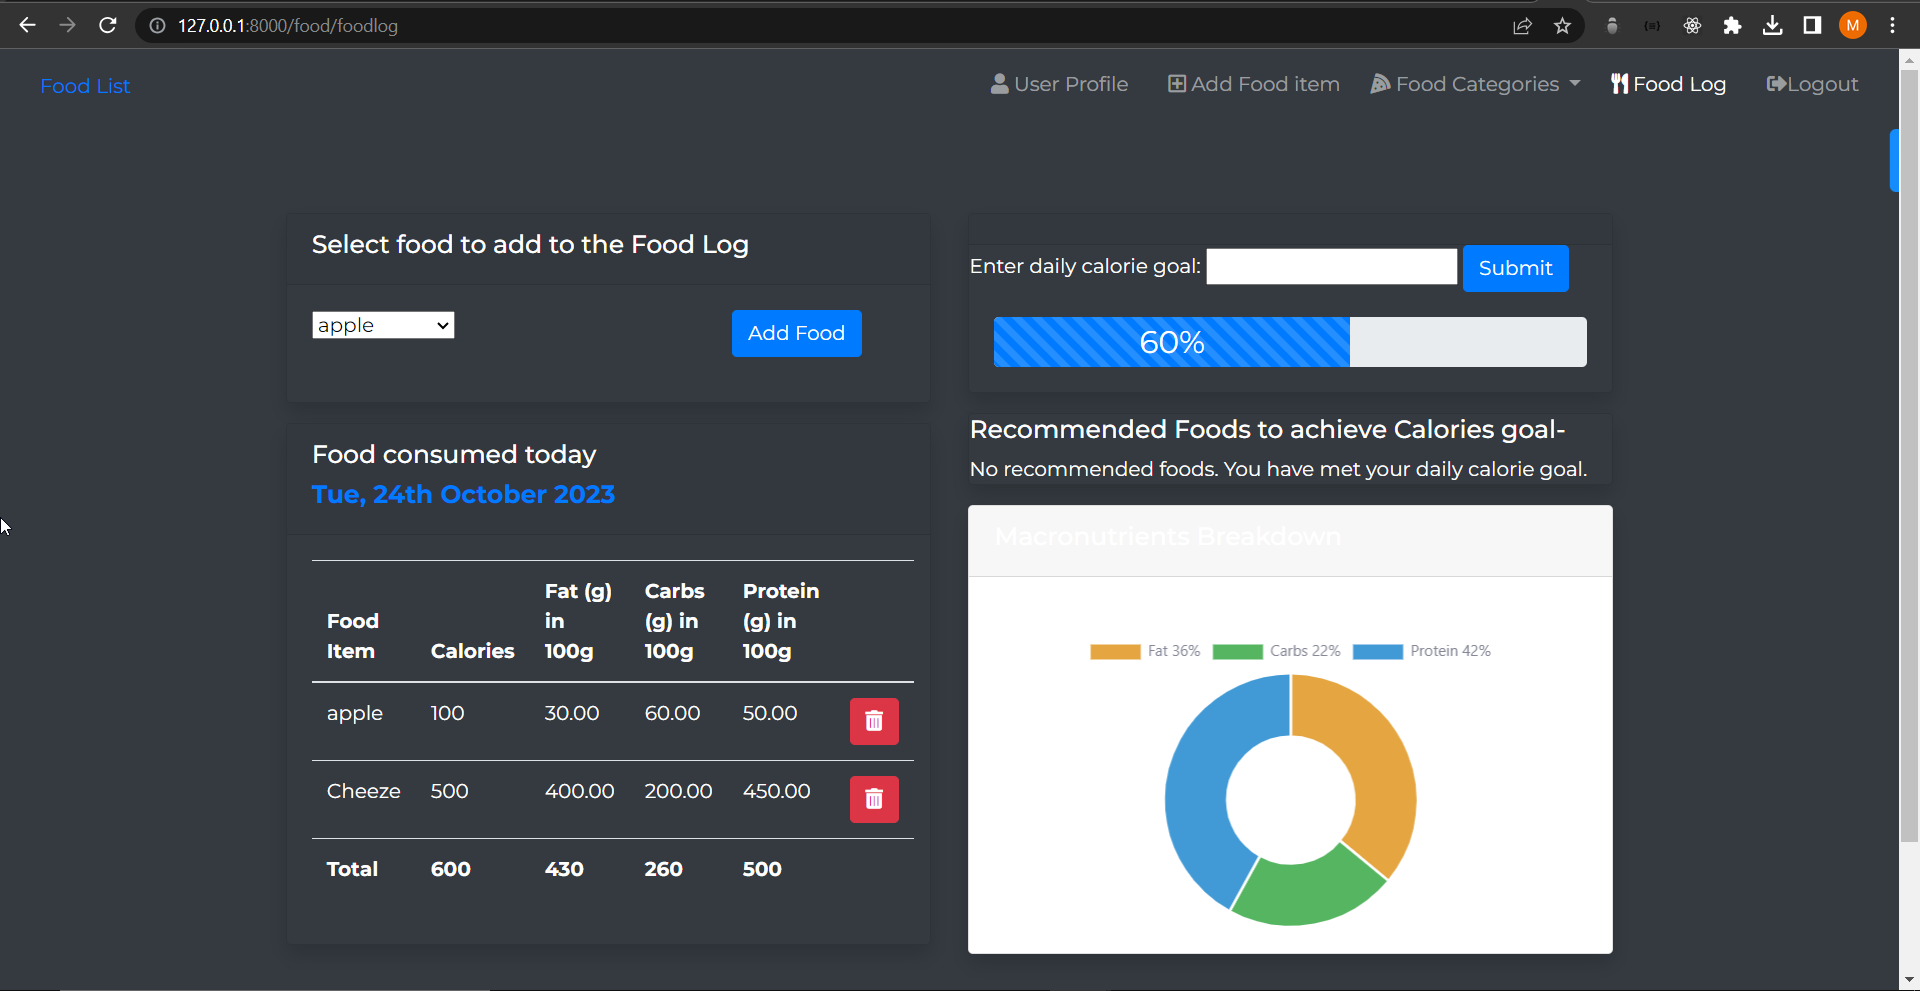 127.0.0.1:8000/food/foodlog
M
Food List
User Profile
Add Food item
Food Categories
Food Log
Logout
Select food to add to the Food Log
apple
Add Food
Enter daily calorie goal:
Submit
60%
Recommended Foods to achieve Calories goal-
No recommended foods. You have met your daily calorie goal.
Food consumed today
Tue, 24th October 2023
Food Item Calories Fat (g) in 100g Carbs (g) in 100g Protein (g) in 100g
apple 100 30.00 60.00 50.00
Cheeze 500 400.00 200.00 450.00
Total 600 430 260 500
Macronutrients Breakdown
Fat 36% Carbs 22% Protein 42%